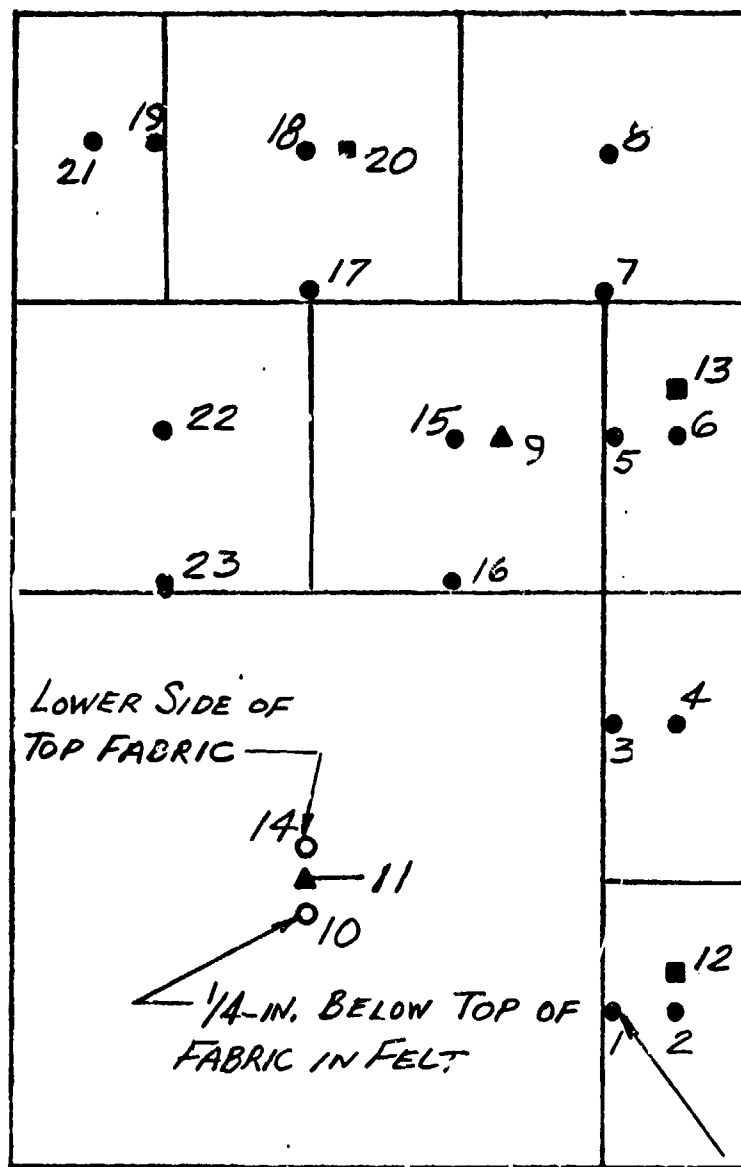 19 18 8
21 20
17 7
13
22 15 9 5 6
23 16
LOWER SIDE OF
TOP FABRIC
4
3
14
11
10
12
1/4-IN. BELOW TOP OF
FABRIC IN FELT
1 2